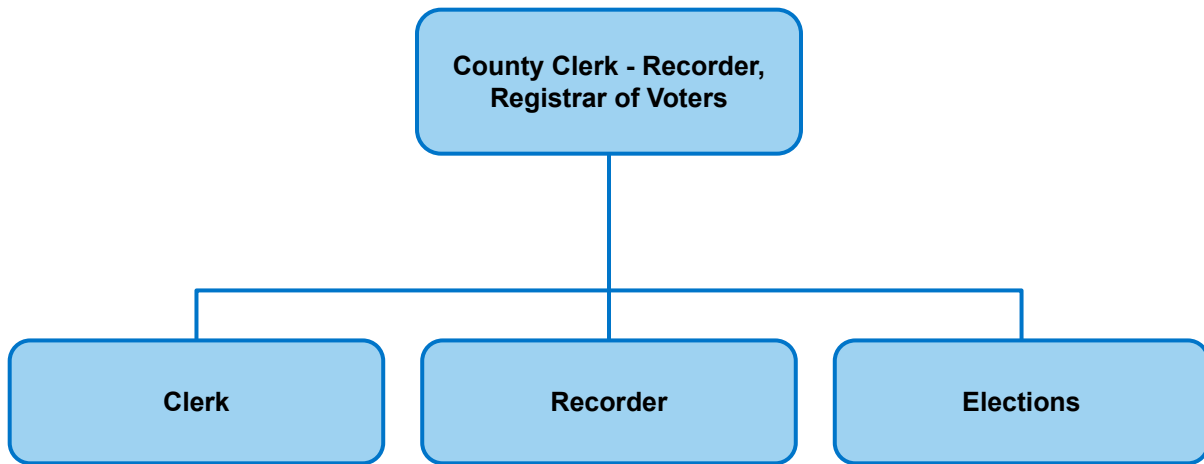 County Clerk - Recorder,
Registrar of Voters
Clerk
Recorder
Elections